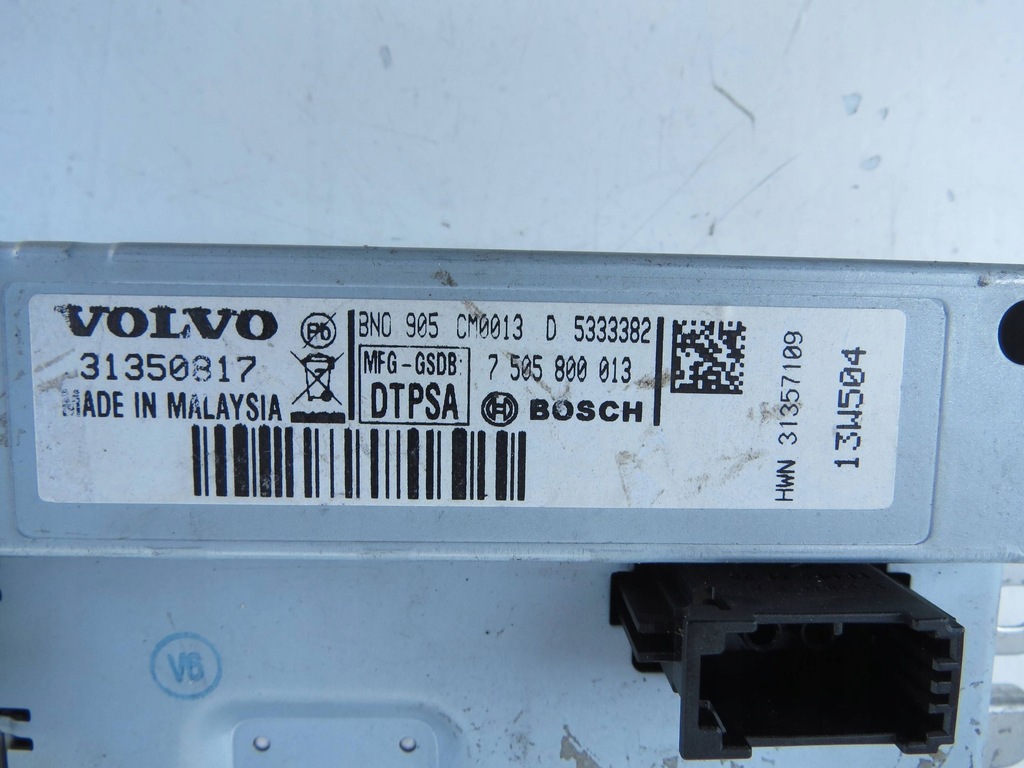 VOLVO
31350817
MADE IN MALAYSIA
Pb
BNO 905 CM0013 D 5333382
MFG-GSDB:
DTPSA
7 505 800 013
BOSCH
HWN 31357109
13W504
V6